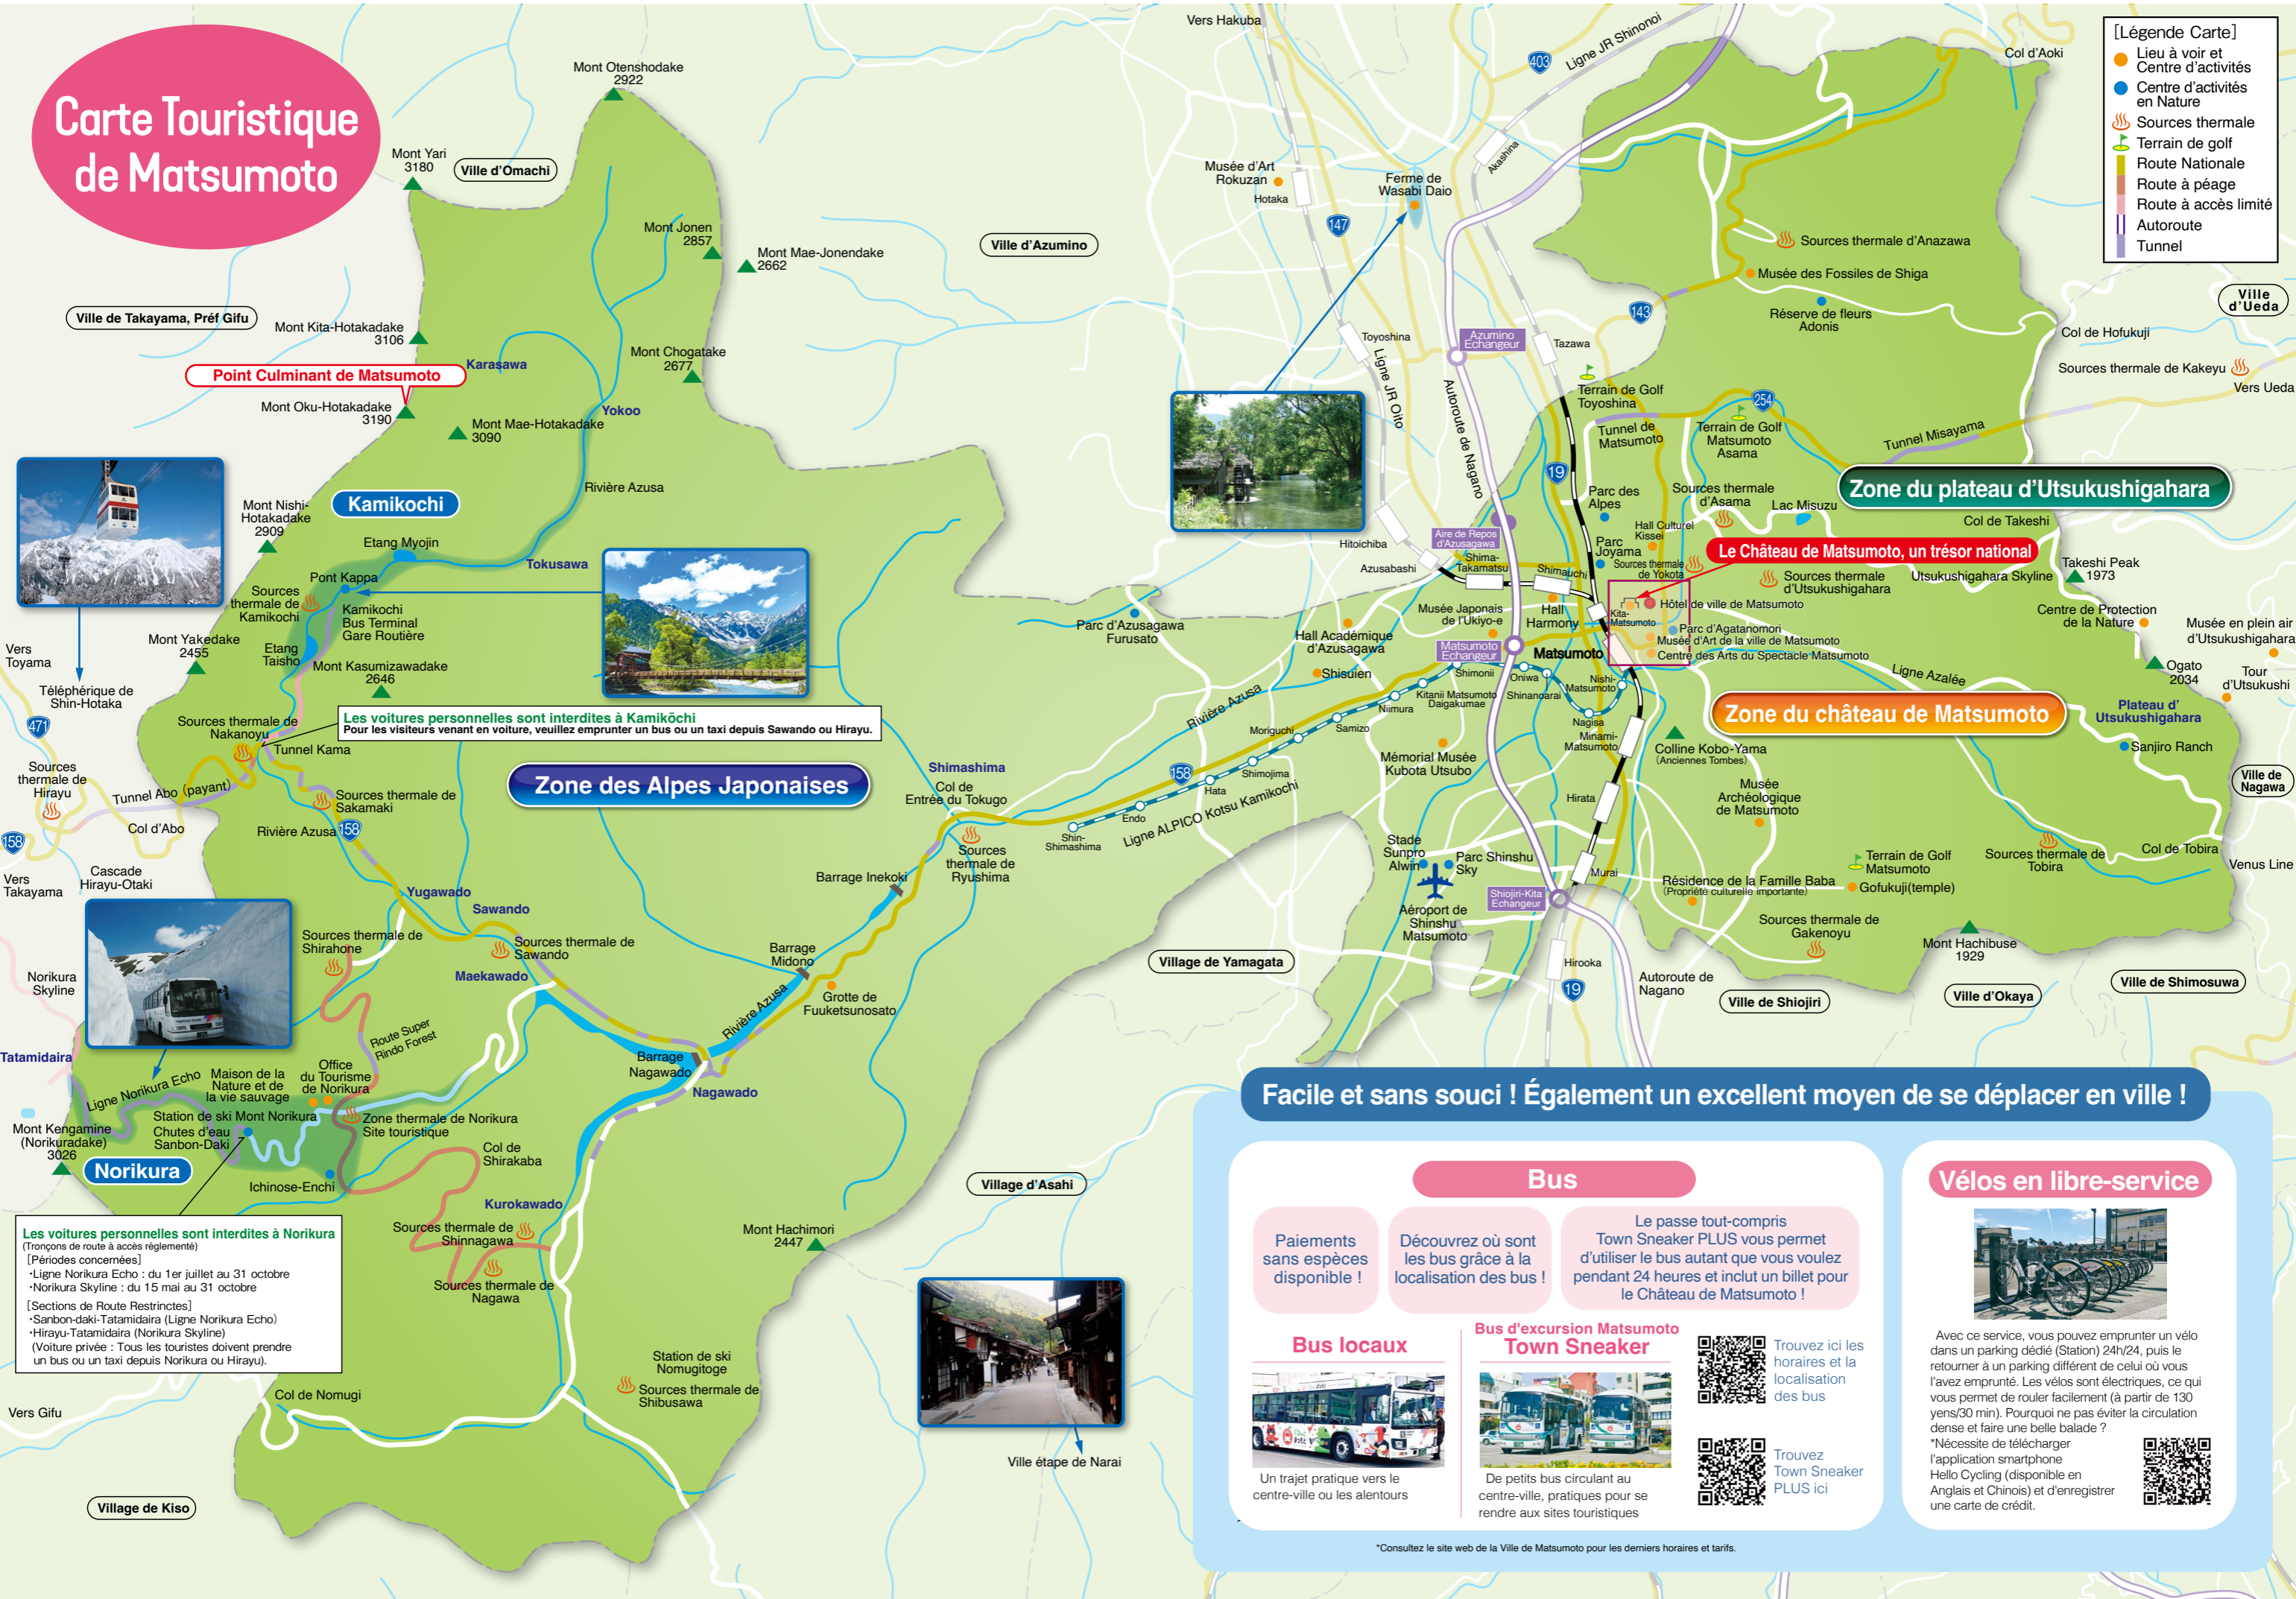 Carte Touristique
de Matsumoto
Vers Hakuba
403
Ligne JR Shinonoi
Col d'Aoki
[Légende Carte]
Lieu à voir et
Centre d'activités
Centre d'activités
en Nature
Sources thermale
Terrain de golf
Route Nationale
Route à péage
Route à accès limité
Autoroute
Tunnel
Mont Otenshodake
2922
Mont Yari
3180
Ville d'Omachi
Mont Jonen
2857
Mont Mae-Jonendake
2662
Ville d'Azumino
Musée d'Art
Rokuzan
Hotaka
Ferme de
Wasabi Daio
Akashina
147
Sources thermale d'Anazawa
Musée des Fossiles de Shiga
Réserve de fleurs
Adonis
143
Ville
d'Ueda
Col de Hofukuji
Sources thermale de Kakeyu
Vers Ueda
Ville de Takayama, Préf Gifu
Mont Kita-Hotakadake
3106
Point Culminant de Matsumoto
Karasawa
Mont Chogatake
2677
Mont Oku-Hotakadake
3190
Mont Mae-Hotakadake
3090
Yokoo
Toyoshina
Ligne JR Oito
Azumino
Echangeur
Tazawa
Autoroute de Nagano
Terrain de Golf
Toyoshina
254
Tunnel de
Matsumoto
Terrain de Golf
Matsumoto
Asama
Tunnel Misayama
Zone du plateau d'Utsukushigahara
19
Rivière Azusa
Kamikochi
Mont Nishi-
Hotakadake
2909
Etang Myojin
Tokusawa
Pont Kappa
Sources
thermale de
Kamikochi
Kamikochi
Bus Terminal
Gare Routière
Etang
Taisho
Mont Yakedake
2455
Mont Kasumizawadake
2646
Vers
Toyama
Téléphérique de
Shin-Hotaka
471
Parc des
Alpes
Sources thermale
d'Asama
Lac Misuzu
Hall Culturel
Kissei
Parc
Joyama
Sources thermale
de Yokota
Le Château de Matsumoto, un trésor national
Col de Takeshi
Takeshi Peak
1973
Sources thermale
d'Utsukushigahara
Utsukushigahara Skyline
Hitoichiba
Aire de Repos
d'Azusagawa
Azusabashi
Shima-
Takamatsu
Shimauchi
Kita-
Matsumoto
Hôtel de ville de Matsumoto
Parc d'Agatanomori
Musée d'Art de la ville de Matsumoto
Centre des Arts du Spectacle Matsumoto
Centre de Protection
de la Nature
Musée en plein air
d'Utsukushigahara
Ogato
2034
Tour
d'Utsukushi
Parc d'Azusagawa
Furusato
Hall Académique
d'Azusagawa
Shisuien
Musée Japonais
de l'Ukiyo-e
Hall
Harmony
Matsumoto
Echangeur
Matsumoto
Shimonii
Oniwa
Shinanoarai
Nishi-
Matsumoto
Nagisa
Minami-
Matsumoto
Kitanii Matsumoto
Daigakumae
Niimura
Samizo
Moriguchi
Shimojima
Hata
Endo
Shin-
Shimashima
Rivière Azusa
158
Ligne ALPICO Kotsu Kamikochi
Ligne Azalée
Zone du château de Matsumoto
Plateau d'
Utsukushigahara
Sanjiro Ranch
Ville de
Nagawa
Sources thermale de
Nakanoyu
Les voitures personnelles sont interdites à Kamikōchi
Pour les visiteurs venant en voiture, veuillez emprunter un bus ou un taxi depuis Sawando ou Hirayu.
Tunnel Kama
Zone des Alpes Japonaises
Shimashima
Col de
Entrée du Tokugo
Sources
thermale de
Ryushima
Sources
thermale de
Hirayu
Tunnel Abo (payant)
Sources thermale de
Sakamaki
Col d'Abo
Rivière Azusa
158
158
Vers
Takayama
Cascade
Hirayu-Otaki
Mémorial Musée
Kubota Utsubo
Colline Kobo-Yama
(Anciennes Tombes)
Musée
Archéologique
de Matsumoto
Hirata
Murai
Stade
Sunpro
Alwin
Parc Shinshu
Sky
Aéroport de
Shinshu
Matsumoto
Shiojiri-Kita
Echangeur
Terrain de Golf
Matsumoto
Gofukuji(temple)
Résidence de la Famille Baba
(Propriété culturelle importante)
Sources thermale de
Gakenoyu
Sources thermale de
Tobira
Col de Tobira
Venus Line
Mont Hachibuse
1929
Hirooka
19
Autoroute de
Nagano
Ville de Shiojiri
Ville d'Okaya
Ville de Shimosuwa
Village de Yamagata
Yugawado
Sawando
Sources thermale de
Shirahone
Sources thermale de
Sawando
Maekawado
Barrage Inekoki
Barrage
Midono
Grotte de
Fuuketsunosato
Rivière Azusa
Barrage
Nagawado
Nagawado
Norikura
Skyline
Route Super
Rindo Forest
Tatamidaira
Ligne Norikura Echo
Maison de la
Nature et de
la vie sauvage
Office
du Tourisme
de Norikura
Station de ski Mont Norikura
Chutes d'eau
Sanbon-Daki
Zone thermale de Norikura
Site touristique
Mont Kengamine
(Norikuradake)
3026
Norikura
Ichinose-Enchi
Col de
Shirakaba
Kurokawado
Sources thermale de
Shinnagawa
Sources thermale de
Nagawa
Les voitures personnelles sont interdites à Norikura
(Tronçons de route à accès réglementé)
[Périodes concernées]
・Ligne Norikura Echo : du 1er juillet au 31 octobre
・Norikura Skyline : du 15 mai au 31 octobre
[Sections de Route Restrinctes]
・Sanbon-daki-Tatamidaira (Ligne Norikura Echo)
・Hirayu-Tatamidaira (Norikura Skyline)
(Voiture privée : Tous les touristes doivent prendre
un bus ou un taxi depuis Norikura ou Hirayu).
Mont Hachimori
2447
Village d'Asahi
Ville étape de Narai
Station de ski
Nomugitoge
Sources thermale de
Shibusawa
Col de Nomugi
Vers Gifu
Village de Kiso
Facile et sans souci ! Également un excellent moyen de se déplacer en ville !
Bus
Paiements
sans espèces
disponible !
Découvrez où sont
les bus grâce à la
localisation des bus !
Le passe tout-compris
Town Sneaker PLUS vous permet
d'utiliser le bus autant que vous voulez
pendant 24 heures et inclut un billet pour
le Château de Matsumoto !
Bus locaux
Un trajet pratique vers le
centre-ville ou les alentours
Bus d'excursion Matsumoto
Town Sneaker
De petits bus circulant au
centre-ville, pratiques pour se
rendre aux sites touristiques
Trouvez ici les
horaires et la
localisation
des bus
Trouvez
Town Sneaker
PLUS ici
Vélos en libre-service
Avec ce service, vous pouvez emprunter un vélo
dans un parking dédié (Station) 24h/24, puis le
retourner à un parking différent de celui où vous
l'avez emprunté. Les vélos sont électriques, ce qui
vous permet de rouler facilement (à partir de 130
yens/30 min). Pourquoi ne pas éviter la circulation
dense et faire une belle balade ?
*Nécessite de télécharger
l'application smartphone
Hello Cycling (disponible en
Anglais et Chinois) et d'enregistrer
une carte de crédit.
*Consultez le site web de la Ville de Matsumoto pour les derniers horaires et tarifs.